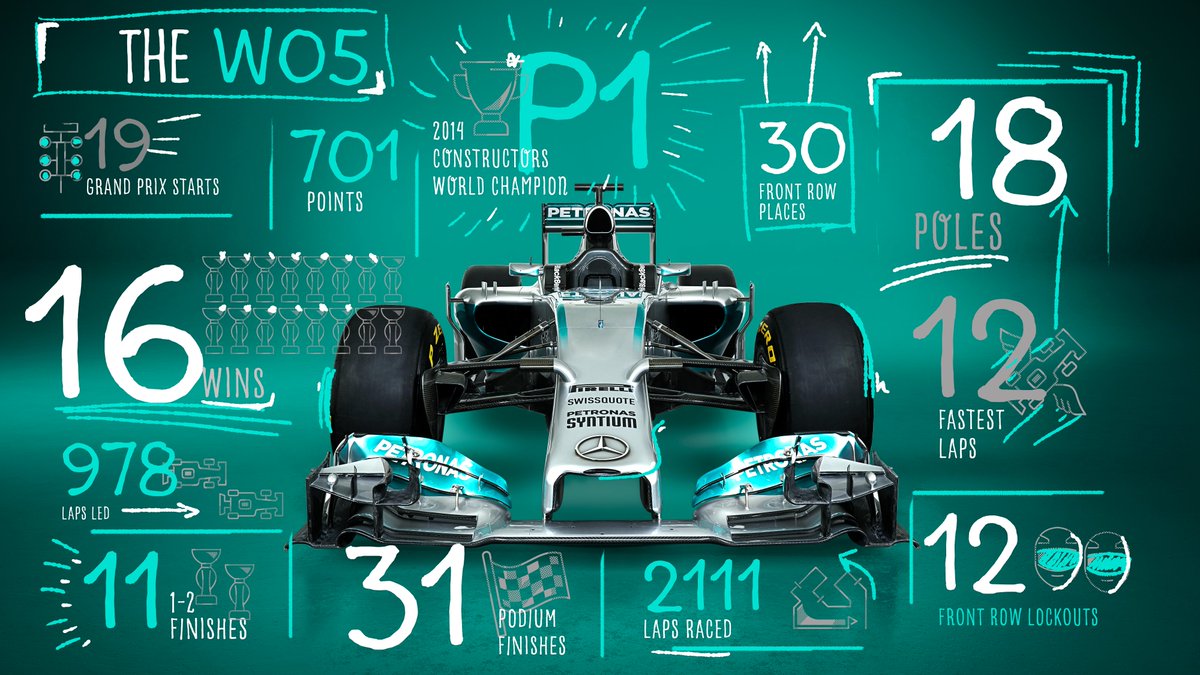 THE W05
19
GRAND PRIX STARTS
701
POINTS
P1
2014
CONSTRUCTORS
WORLD CHAMPION
30
FRONT ROW
PLACES
18
POLES
16
WINS
12
FASTEST
LAPS
978
LAPS LED
11
1-2
FINISHES
31
PODIUM
FINISHES
2111
LAPS RACED
12
FRONT ROW LOCKOUTS
PETRONAS
BlackBerry
BlackBerry
PIRELLI
SWISSQUOTE
PETRONAS
SYNTIUM
PETRONAS
PETRONAS